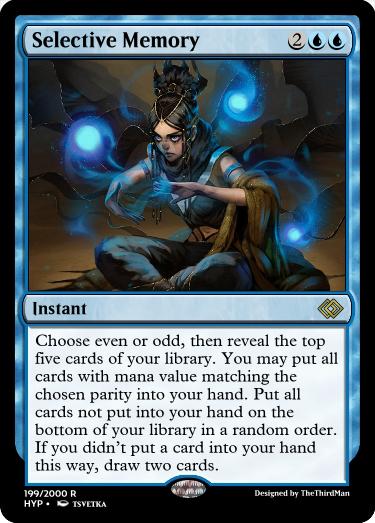 Selective Memory 2
Instant
Choose even or odd, then reveal the top
five cards of your library. You may put all
cards with mana value matching the
chosen parity into your hand. Put all
cards not put into your hand on the
bottom of your library in a random order.
If you didn't put a card into your hand
this way, draw two cards.
199/2000 R
HYP • TSVETKA
Designed by TheThirdMan